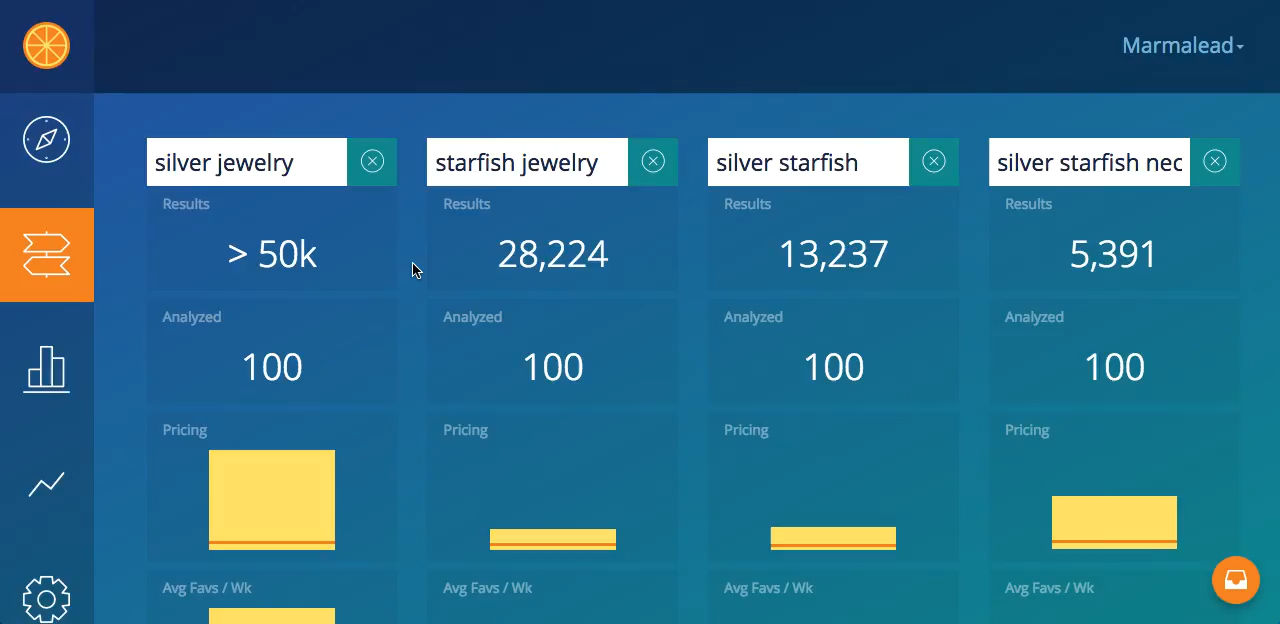 Marmalead
silver jewelry
starfish jewelry
silver starfish
silver starfish nec
Results
Results
Results
Results
> 50k
28,224
13,237
5,391
Analyzed
Analyzed
Analyzed
Analyzed
100
100
100
100
Pricing
Pricing
Pricing
Pricing
Avg Favs / Wk
Avg Favs / Wk
Avg Favs / Wk
Avg Favs / Wk